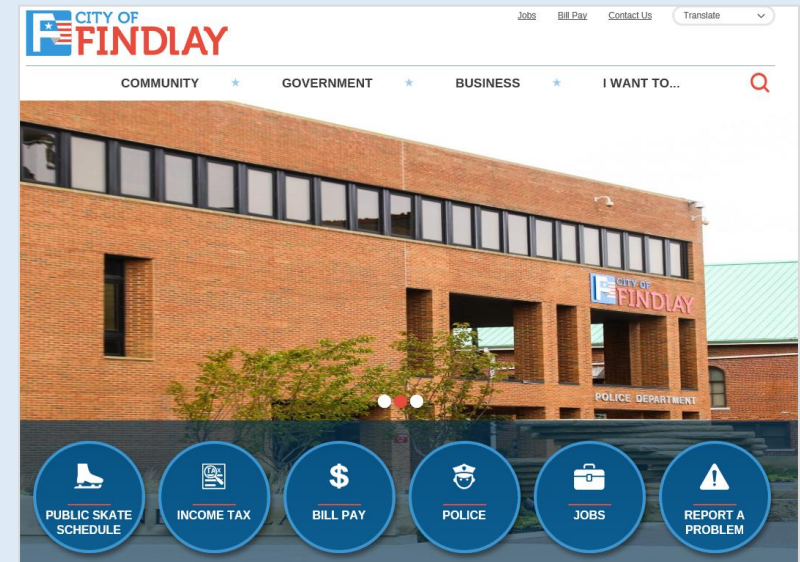 CITY OF
FINDLAY
Jobs Bill Pay Contact Us Translate
COMMUNITY GOVERNMENT BUSINESS I WANT TO...
CITY OF
FINDLAY
POLICE DEPARTMENT
TAX
PUBLIC SKATE
SCHEDULE
INCOME TAX
BILL PAY
POLICE
JOBS
REPORT A
PROBLEM